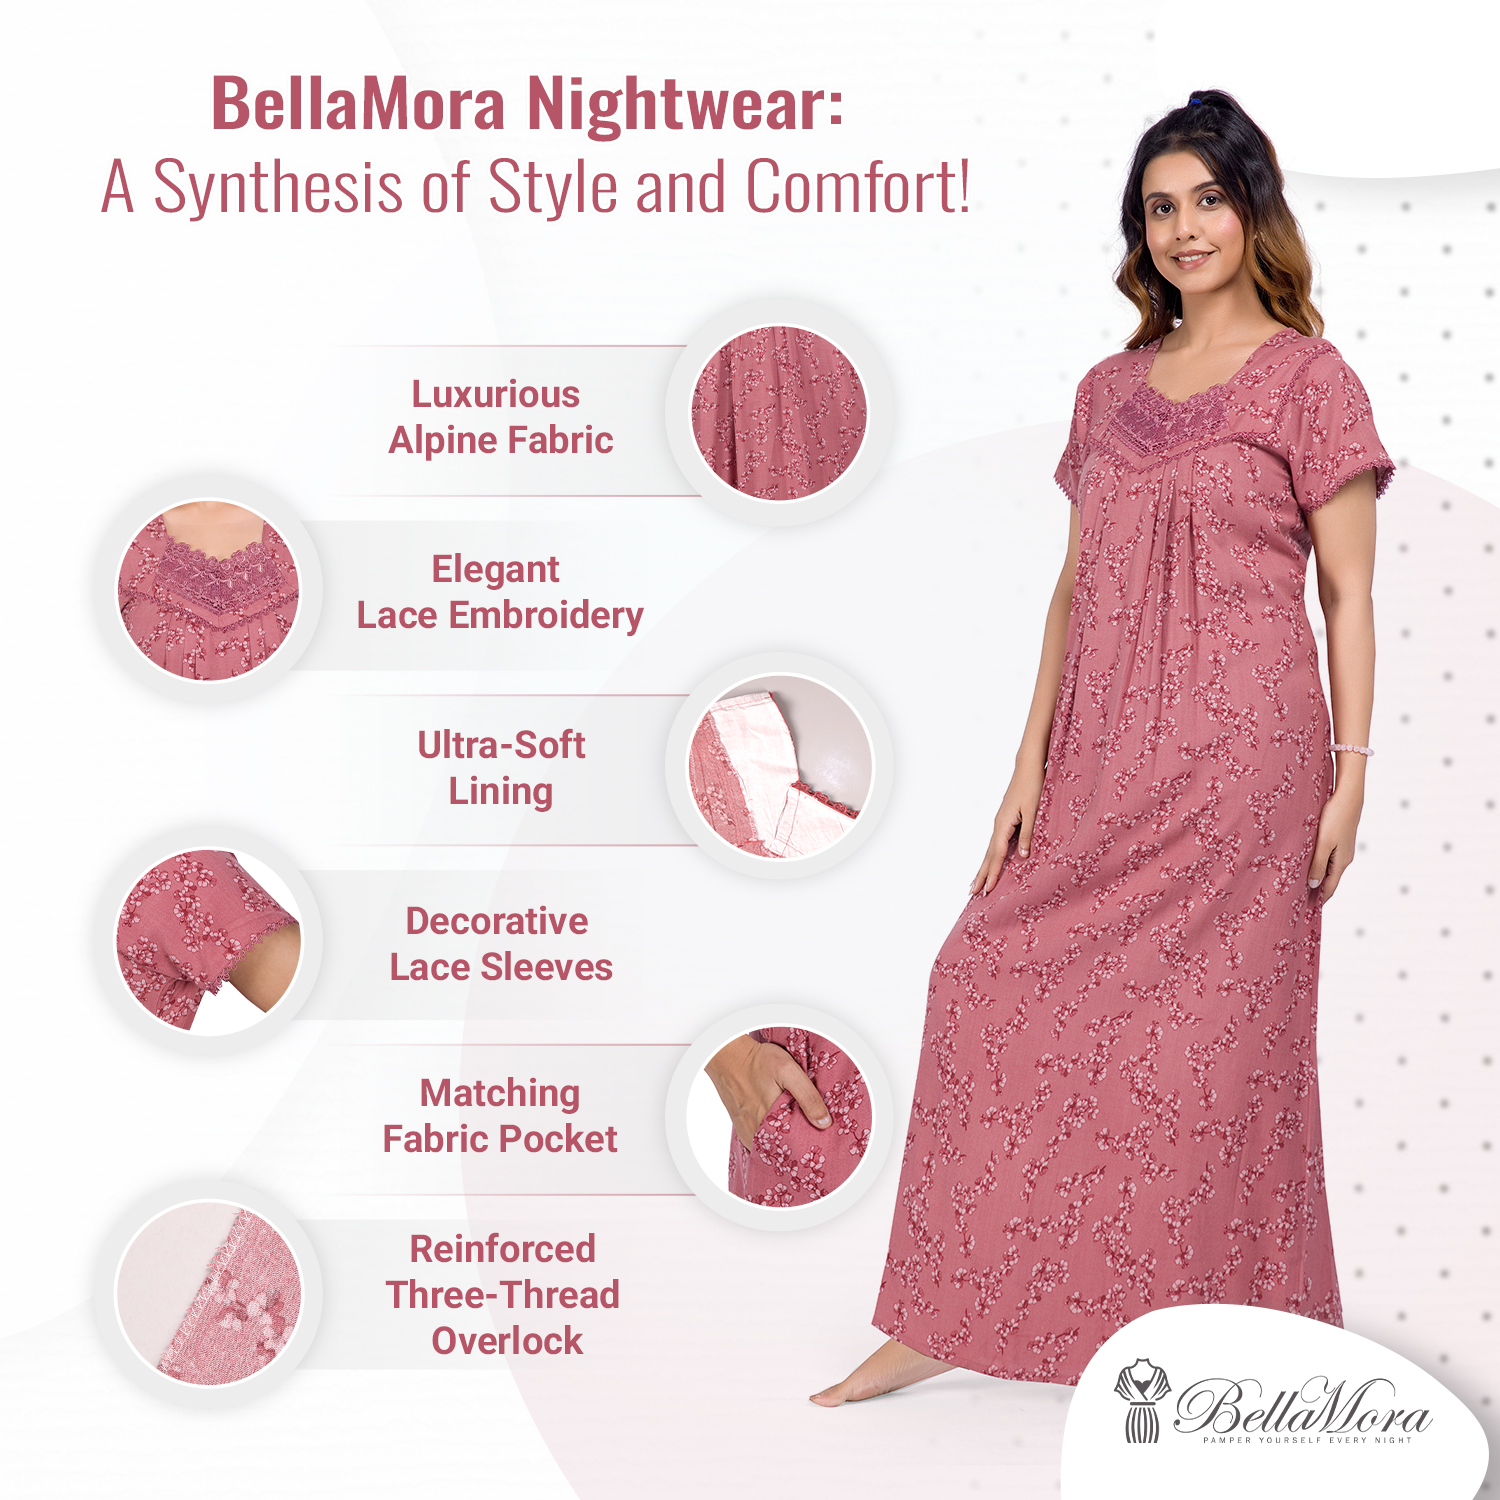 BellaMora Nightwear:
A Synthesis of Style and Comfort!
Luxurious
Alpine Fabric
Elegant
Lace Embroidery
Ultra-Soft
Lining
Decorative
Lace Sleeves
Matching
Fabric Pocket
Reinforced
Three-Thread
Overlock
BellaMora
PAMPER YOURSELF EVERY NIGHT